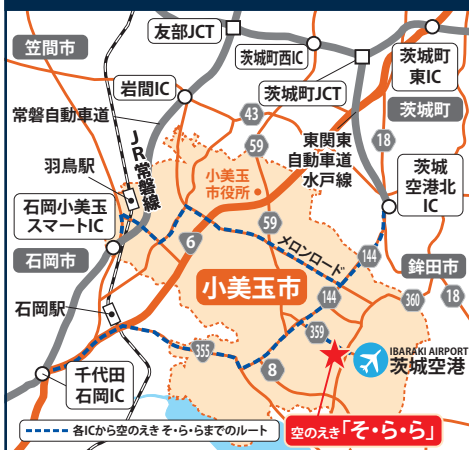 友部JCT
笠間市
茨城町西IC
茨城町
東IC
岩間IC
茨城町JCT
茨城町
常磐自動車道
43
59
東関東
自動車道
水戸線
18
JR常磐線
羽鳥駅
小美玉
市役所
茨城
空港北
IC
石岡小美玉
スマートIC
59
6
メロンロード
144
石岡市
鉾田市
小美玉市
144
360
18
石岡駅
359
355
8
IBARAKI AIRPORT
茨城空港
千代田
石岡IC
各ICから空のえき そ・ら・らまでのルート
空のえき「そ・ら・ら」